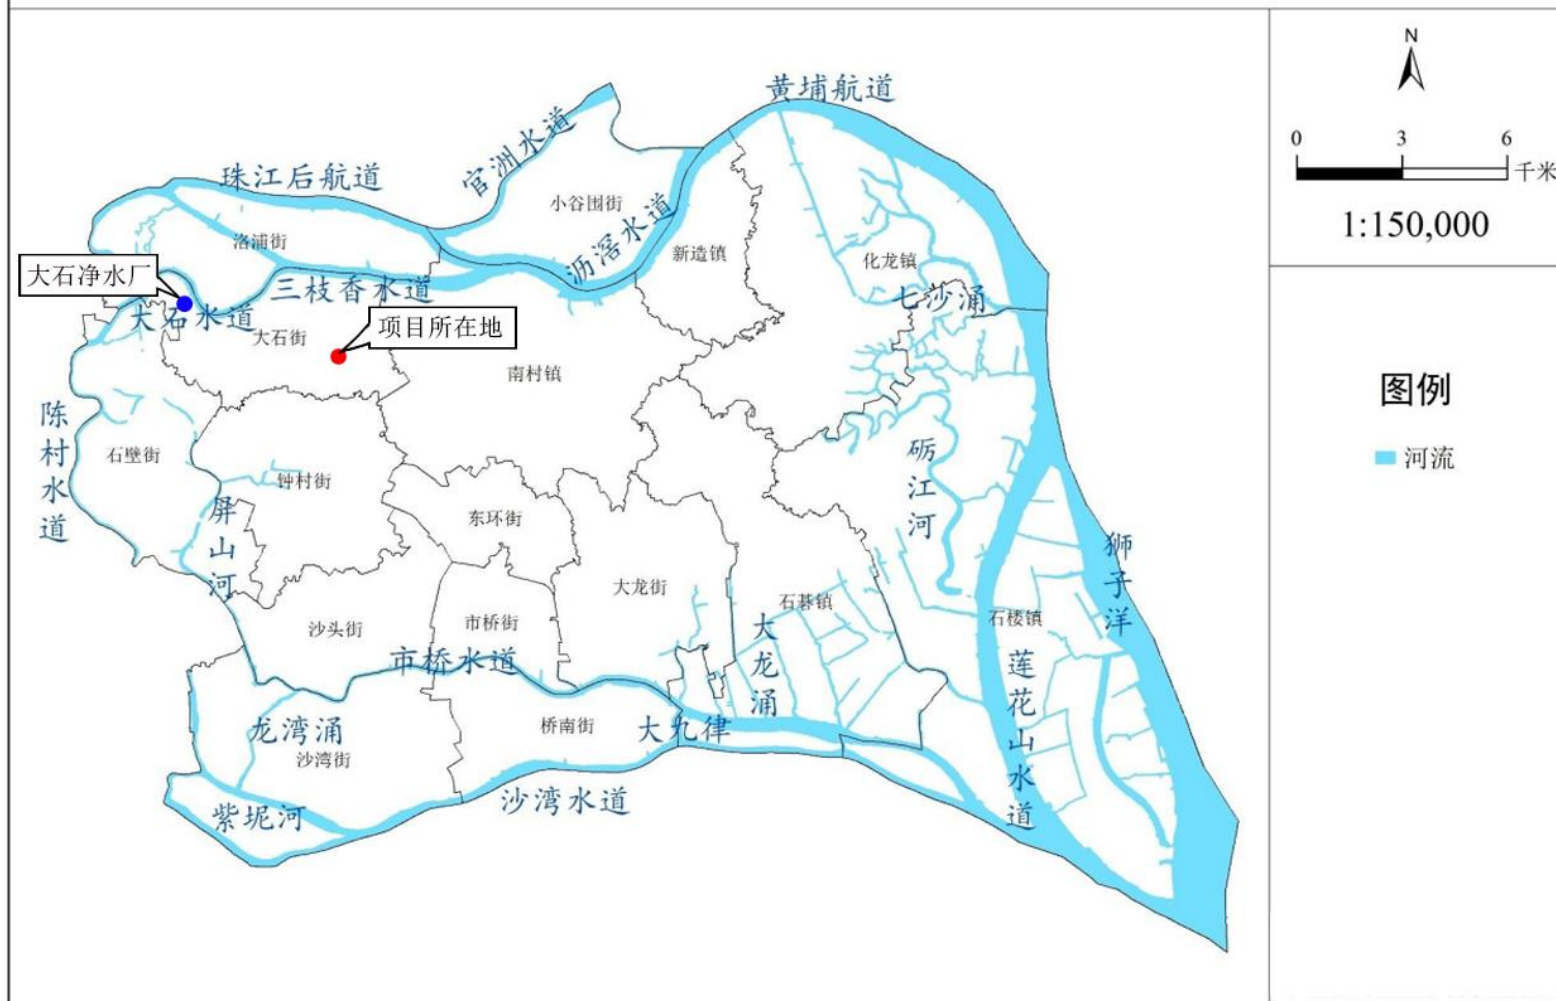 黄埔航道
N
0 3 6
千米
1:150,000
图例
河流
官洲水道
珠江后航道
小谷围街
沥滘水道
洛浦街
新造镇
化龙镇
大石净水厂
三枝香水道
七沙涌
大石水道
项目所在地
大石街
南村镇
陈村水道
石壁街
钟村街
砺江河
屏山河
东环街
狮子洋
大龙街
石碁镇
石楼镇
沙头街
市桥街
大龙涌
市桥水道
莲花山水道
龙湾涌
桥南街
大九律
沙湾街
沙湾水道
紫坭河